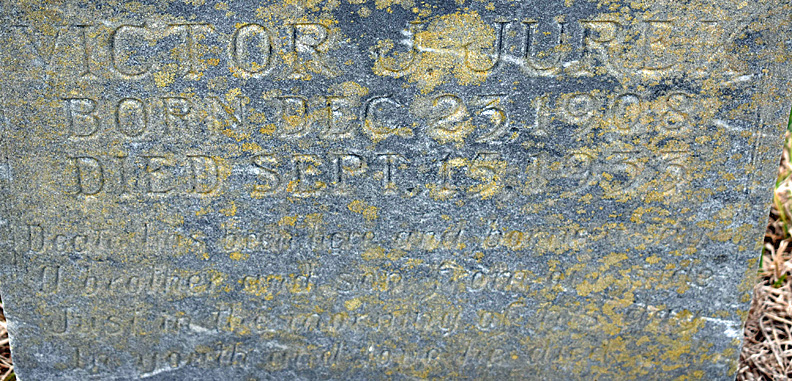 VICTOR J. JUREK
BORN DEC. 23, 1908
DIED SEPT. 15, 1933
Death has been here and borne away
A brother and son from our side
Just in the morning of his day
In youth and love he died